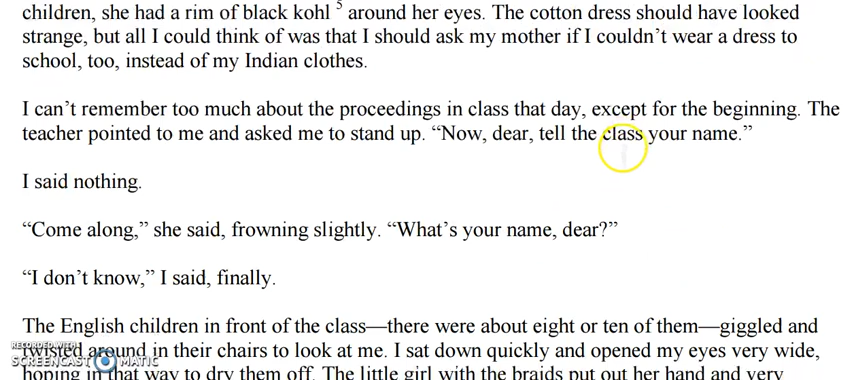 children, she had a rim of black kohl 5 around her eyes. The cotton dress should have looked
strange, but all I could think of was that I should ask my mother if I couldn’t wear a dress to
school, too, instead of my Indian clothes.
I can’t remember too much about the proceedings in class that day, except for the beginning. The
teacher pointed to me and asked me to stand up. “Now, dear, tell the class your name.”
I said nothing.
“Come along,” she said, frowning slightly. “What’s your name, dear?”
“I don’t know,” I said, finally.
The English children in front of the class—there were about eight or ten of them—giggled and
twisted around in their chairs to look at me. I sat down quickly and opened my eyes very wide,
hoping in that way to dry them off. The little girl with the braids put out her hand and very
RECORDED WITH
SCREENCAST MATIC